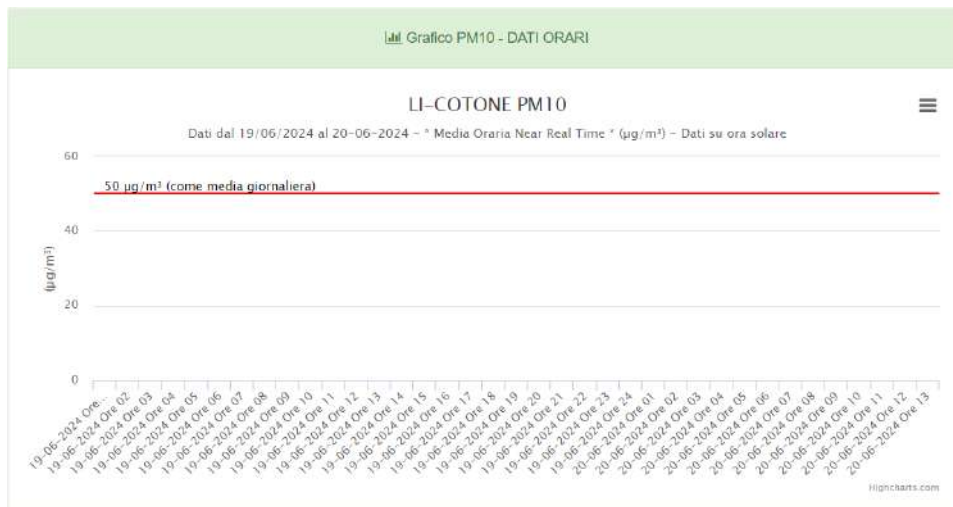 Grafico PM10 - DATI ORARI
LI-COTONE PM10
Dati dal 19/06/2024 al 20-06-2024 - * Media Oraria Near Real Time * (µg/m³) - Dati su ora solare
60
50 µg/m³ (come media giornaliera)
40
(µg/m³)
20
0
19-06-2024 Ore...
19-06-2024 Ore 02
19-06-2024 Ore 03
19-06-2024 Ore 04
19-06-2024 Ore 05
19-06-2024 Ore 06
19-06-2024 Ore 07
19-06-2024 Ore 08
19-06-2024 Ore 09
19-06-2024 Ore 10
19-06-2024 Ore 11
19-06-2024 Ore 12
19-06-2024 Ore 13
19-06-2024 Ore 14
19-06-2024 Ore 15
19-06-2024 Ore 16
19-06-2024 Ore 17
19-06-2024 Ore 18
19-06-2024 Ore 19
19-06-2024 Ore 20
19-06-2024 Ore 21
19-06-2024 Ore 22
19-06-2024 Ore 23
19-06-2024 Ore 24
20-06-2024 Ore 01
20-06-2024 Ore 02
20-06-2024 Ore 03
20-06-2024 Ore 04
20-06-2024 Ore 05
20-06-2024 Ore 06
20-06-2024 Ore 07
20-06-2024 Ore 08
20-06-2024 Ore 09
20-06-2024 Ore 10
20-06-2024 Ore 11
20-06-2024 Ore 12
20-06-2024 Ore 13
Highcharts.com